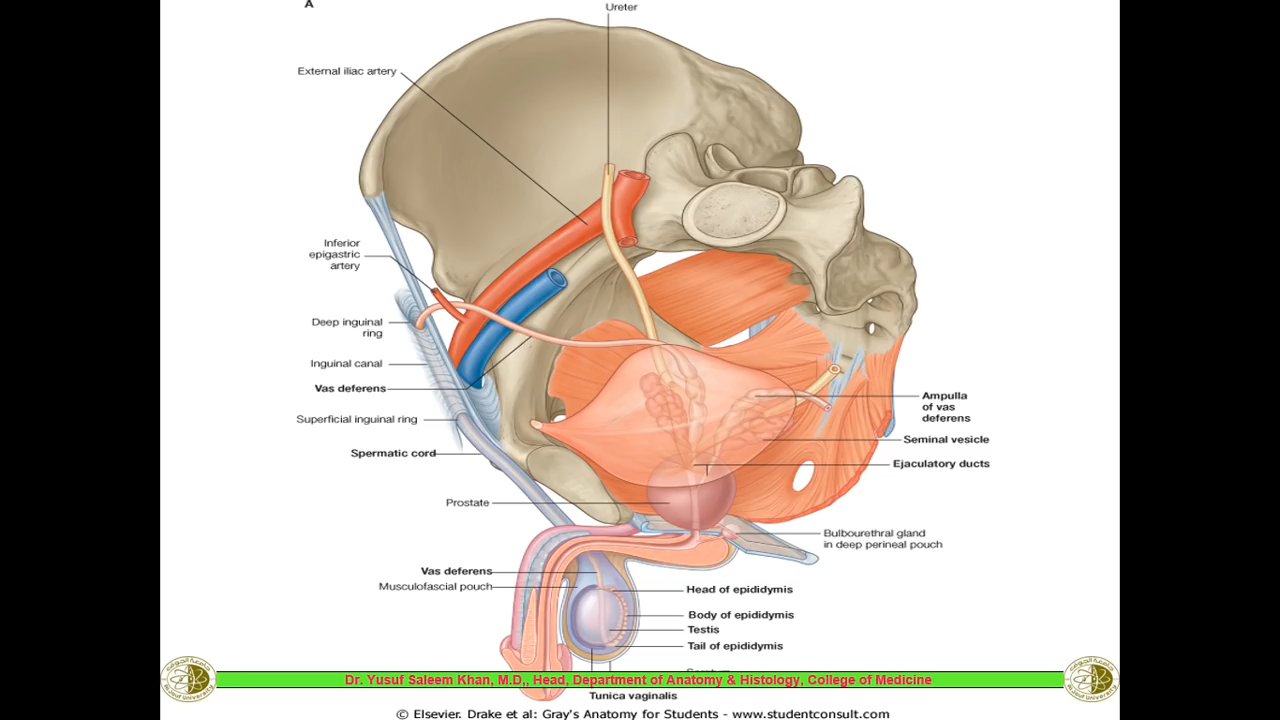 A
Ureter
External iliac artery
Inferior
epigastric
artery
Deep inguinal
ring
Inguinal canal
Vas deferens
Superficial inguinal ring
Spermatic cord
Prostate
Ampulla
of vas
deferens
Seminal vesicle
Ejaculatory ducts
Bulbourethral gland
in deep perineal pouch
Vas deferens
Musculofascial pouch
Head of epididymis
Body of epididymis
Testis
Tail of epididymis
Dr. Yusuf Saleem Khan, M.D,, Head, Department of Anatomy & Histology, College of Medicine
Tunica vaginalis
© Elsevier. Drake et al: Gray's Anatomy for Students - www.studentconsult.com